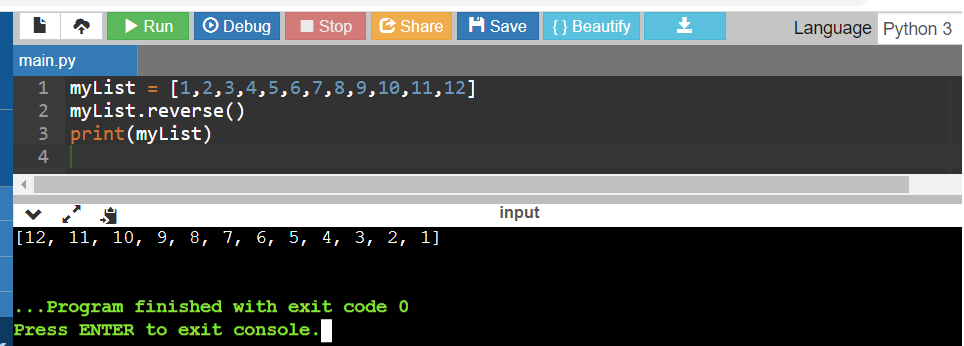 Run Debug Stop Share Save { } Beautify Language Python 3
main.py
1 myList = [1,2,3,4,5,6,7,8,9,10,11,12]
2 myList.reverse()
3 print(myList)
4
input
[12, 11, 10, 9, 8, 7, 6, 5, 4, 3, 2, 1]
...Program finished with exit code 0
Press ENTER to exit console.